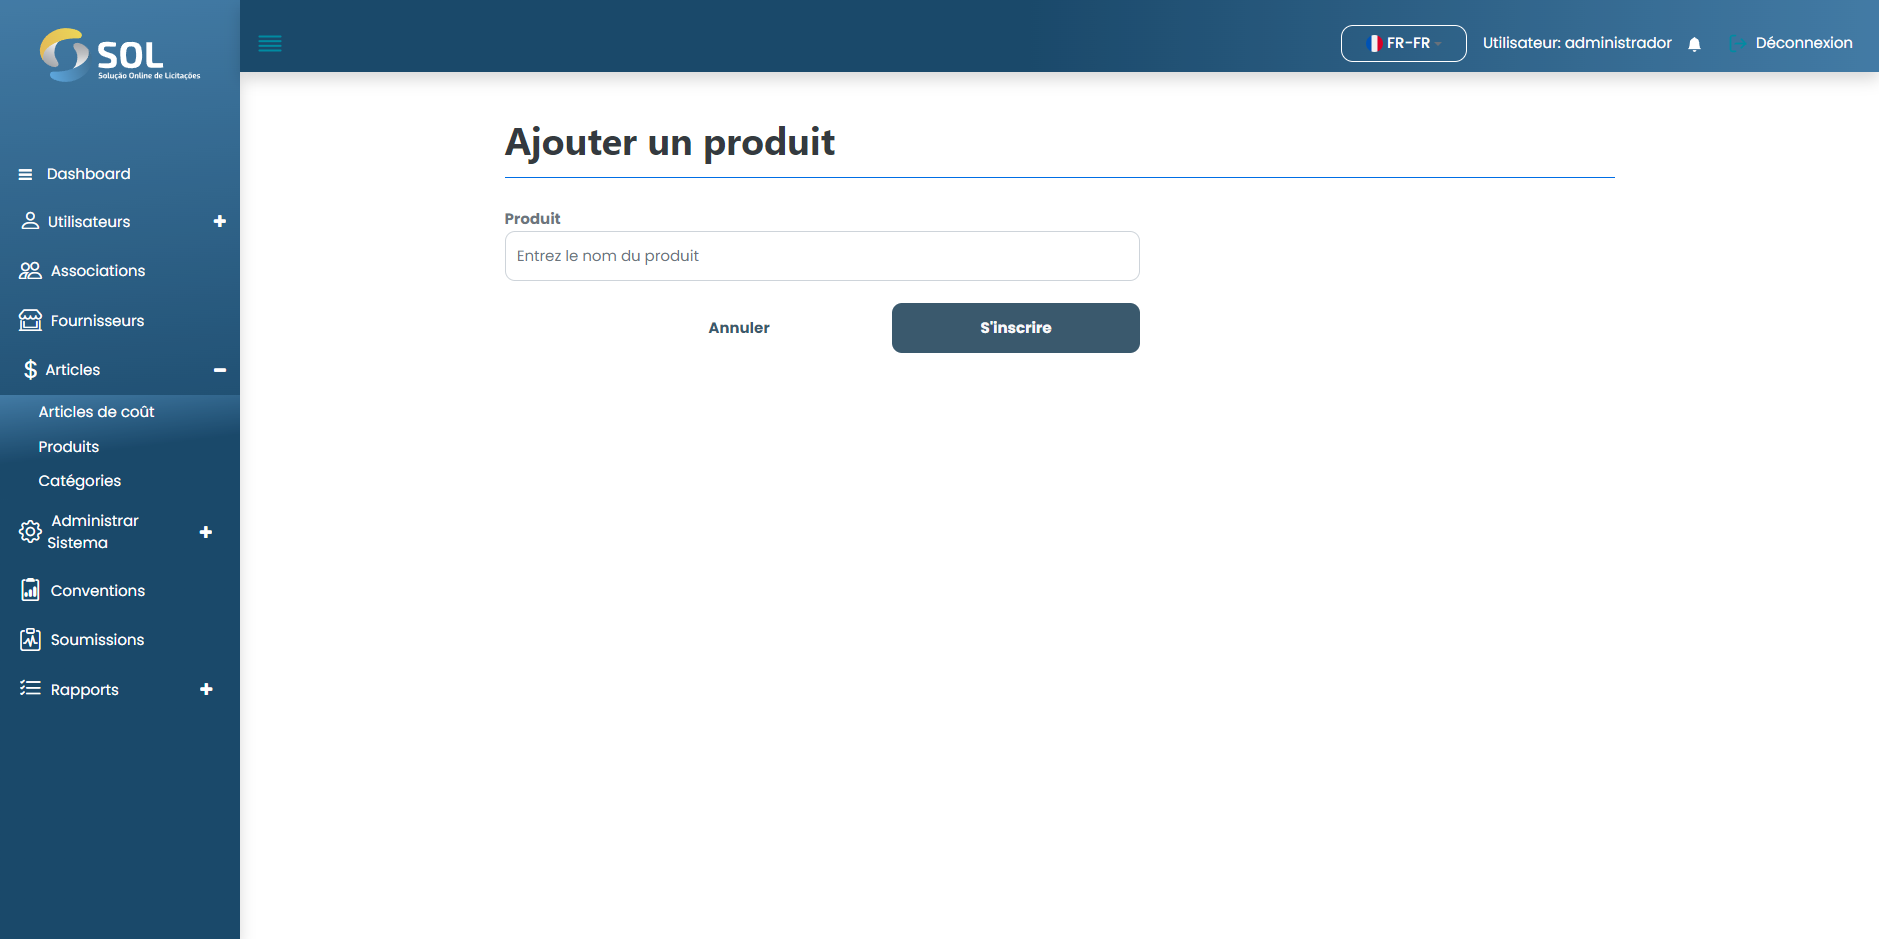 SOL
Solução Online de Licitações
FR-FR
Utilisateur: administrador
Déconnexion
Dashboard
Utilisateurs
Associations
Fournisseurs
Articles
Articles de coût
Produits
Catégories
Administrar
Sistema
Conventions
Soumissions
Rapports
Ajouter un produit
Produit
Entrez le nom du produit
Annuler
S'inscrire